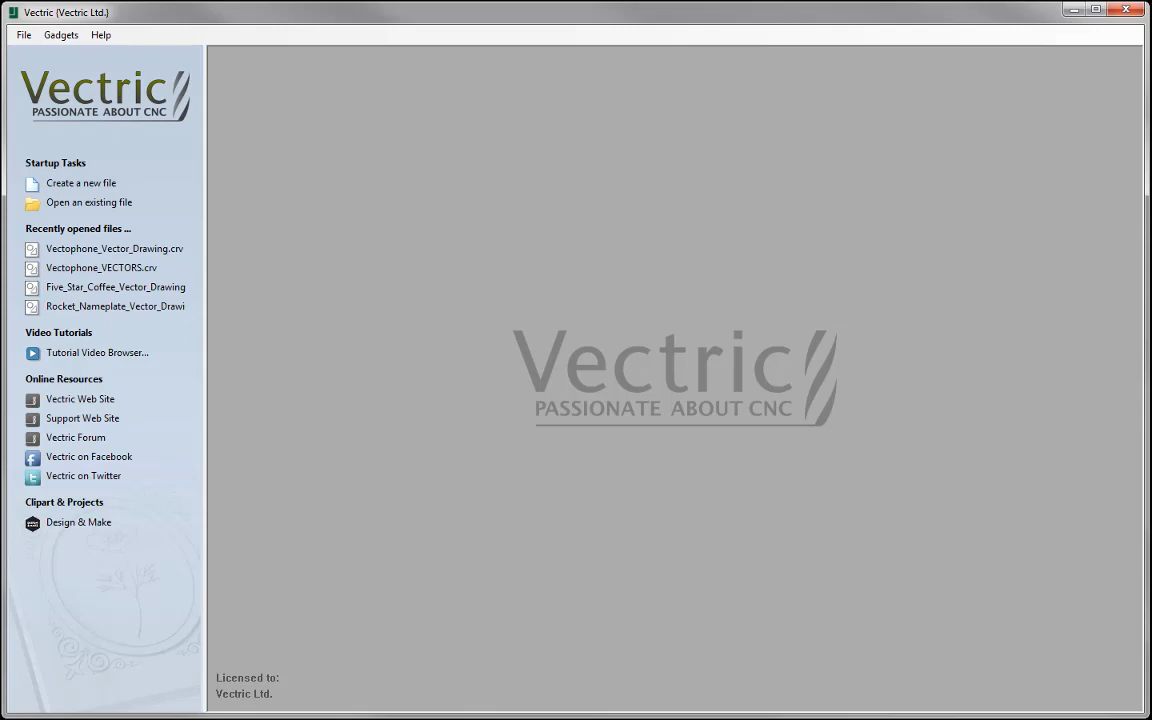 Vectric {Vectric Ltd.}
File Gadgets Help
Vectric
PASSIONATE ABOUT CNC
Startup Tasks
Create a new file
Open an existing file
Recently opened files ...
Vectophone_Vector_Drawing.crv
Vectophone_VECTORS.crv
Five_Star_Coffee_Vector_Drawing
Rocket_Nameplate_Vector_Drawi
Video Tutorials
Tutorial Video Browser...
Online Resources
Vectric Web Site
Support Web Site
Vectric Forum
Vectric on Facebook
Vectric on Twitter
Clipart & Projects
Design & Make
Vectric
PASSIONATE ABOUT CNC
Licensed to:
Vectric Ltd.